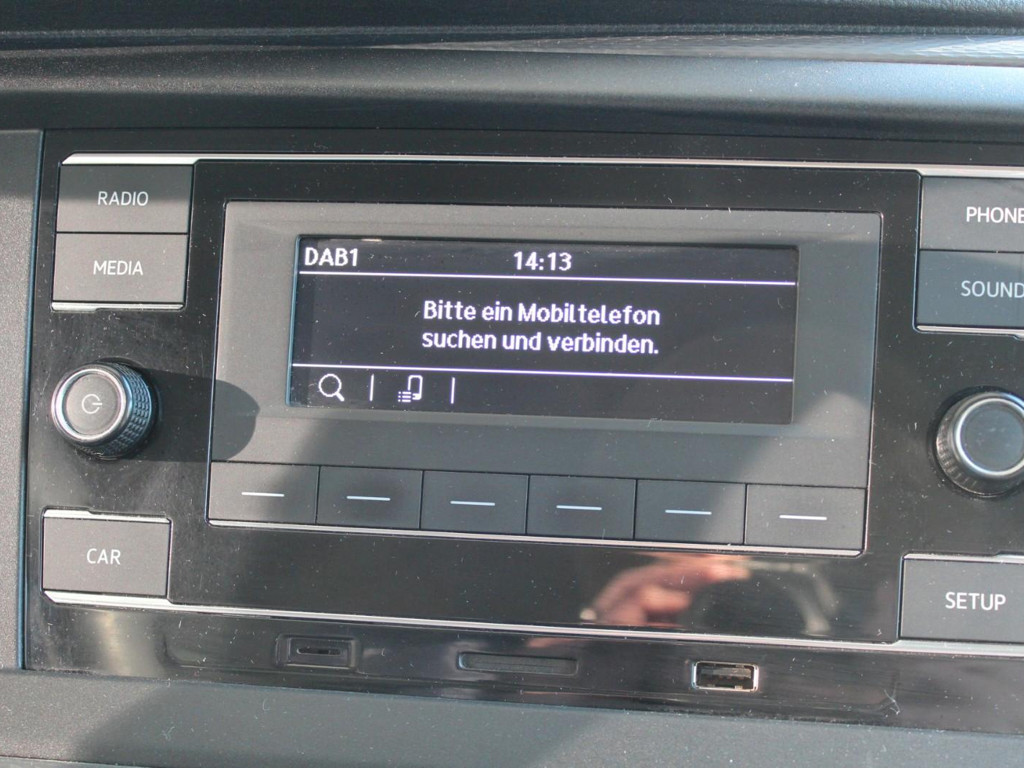 RADIO
MEDIA
DAB1 14:13
Bitte ein Mobiltelefon
suchen und verbinden.
PHONE
SOUND
CAR
SETUP